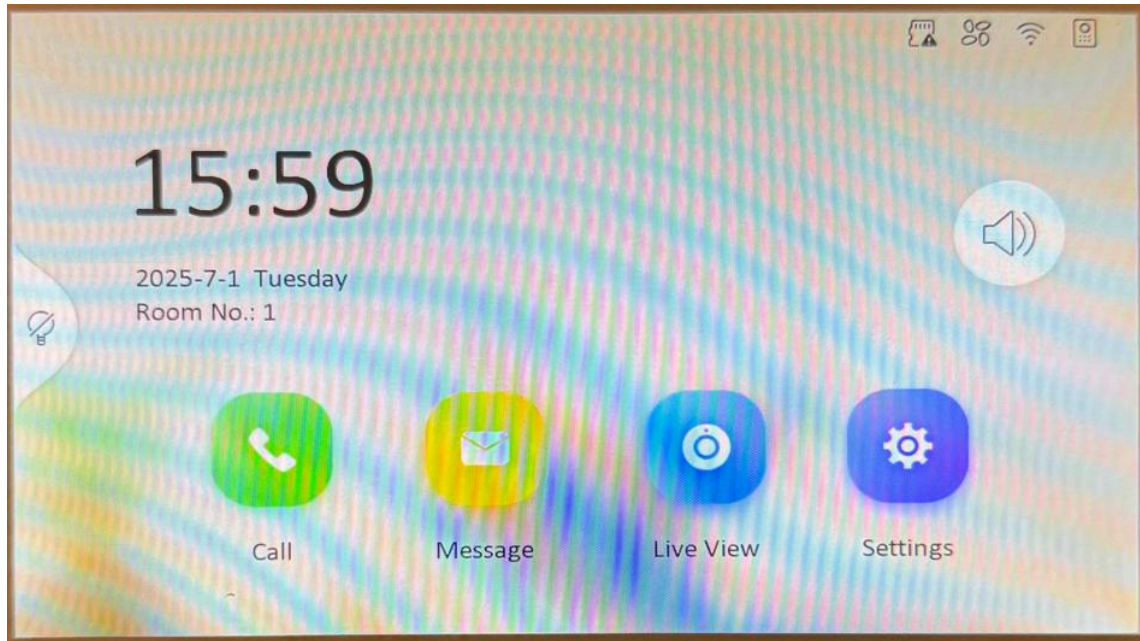 15:59
2025-7-1 Tuesday
Room No.: 1
Call
Message
Live View
Settings